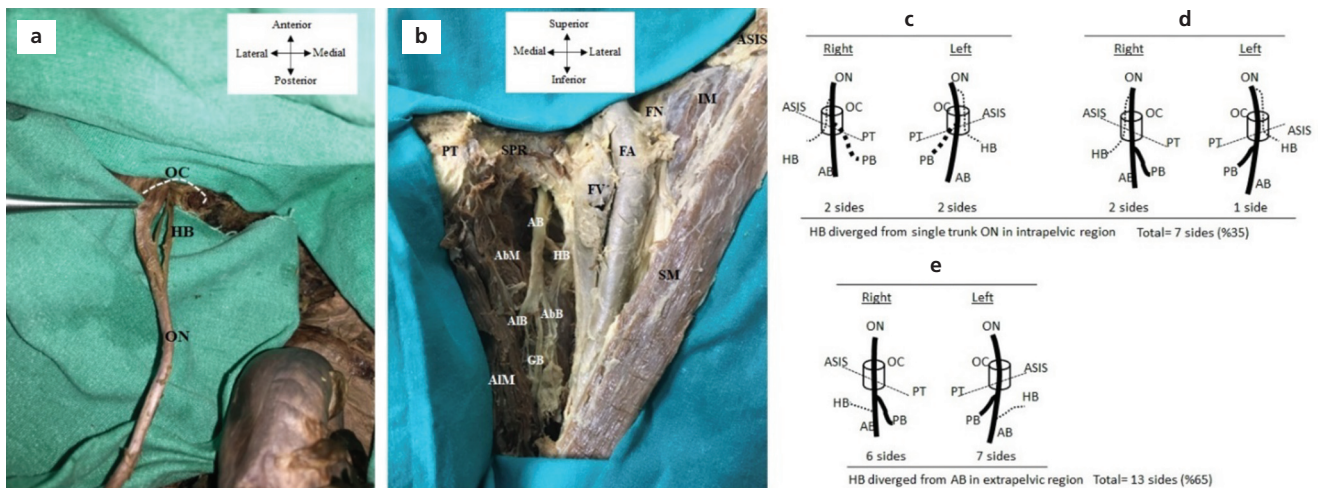 a
Anterior
Lateral Medial
Posterior
OC
HB
ON
b
Superior
Medial Lateral
Inferior
ASIS
IM
FN
PT
SPR
FA
FV
AB
AbM
HB
SM
AlB
AbB
GB
AlM
c
Right
Left
ON
ON
ASIS
OC
OC
ASIS
PT
PT
HB
PB
PB
HB
AB
AB
2 sides
2 sides
d
Right
Left
ON
ON
ASIS
OC
OC
ASIS
PT
PT
HB
HB
PB
PB
AB
AB
2 sides
1 side
HB diverged from single trunk ON in intrapelvic region Total= 7 sides (%35)
e
Right
Left
ON
ON
ASIS
OC
OC
ASIS
PT
PT
HB
HB
PB
PB
AB
AB
6 sides
7 sides
HB diverged from AB in extrapelvic region Total= 13 sides (%65)